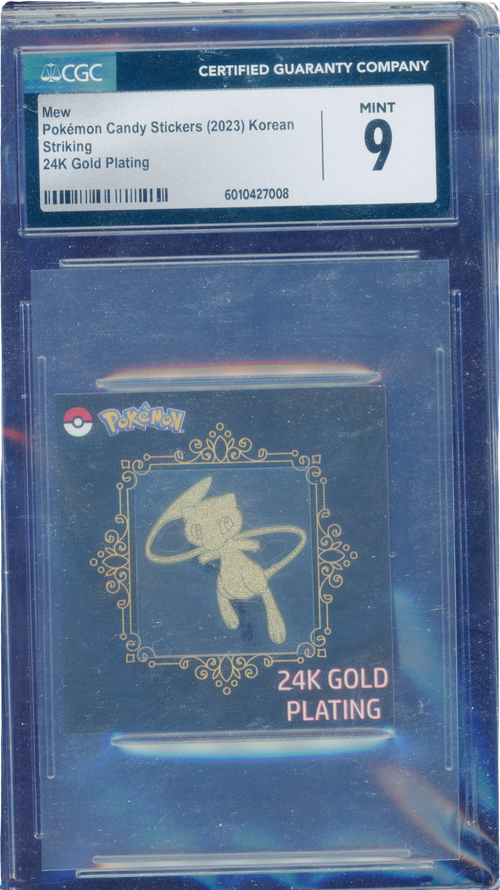 CGC
CERTIFIED GUARANTY COMPANY
Mew
Pokémon Candy Stickers (2023) Korean
Striking
24K Gold Plating
MINT
9
6010427008
POKéMON
24K GOLD
PLATING